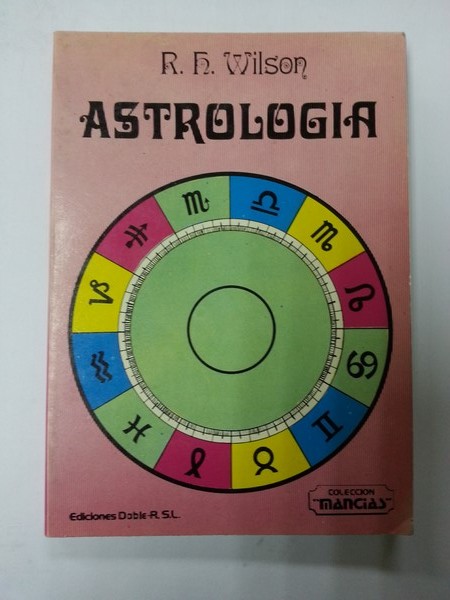 R. H. Wilson
ASTROLOGIA
Ediciones Doble-R, S.L.
COLECCION
"MANCIAS"